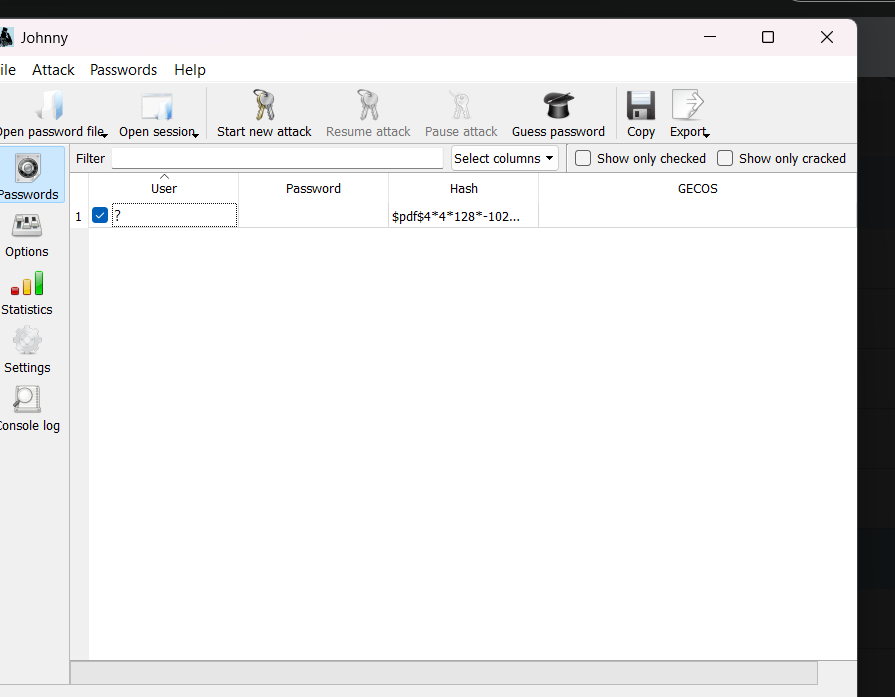 Johnny
ile Attack Passwords Help
Open password file Open session Start new attack Resume attack Pause attack Guess password Copy Export
Filter Select columns Show only checked Show only cracked
Passwords
User Password Hash GECOS
1 ? $pdf$4*4*128*-102...
Options
Statistics
Settings
Console log